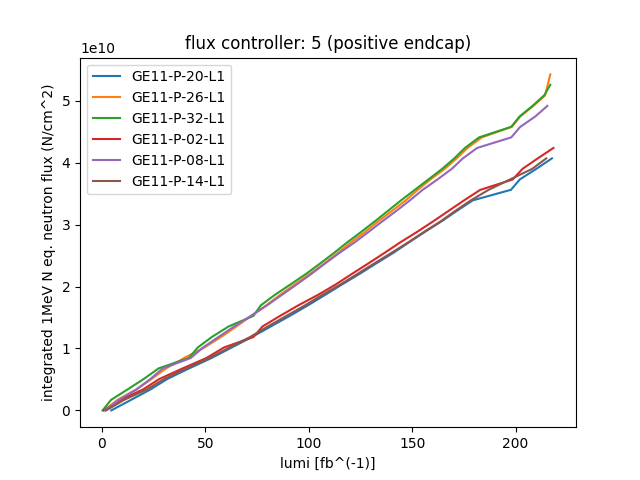 flux controller: 5 (positive endcap)
1e10
GE11-P-20-L1
GE11-P-26-L1
GE11-P-32-L1
GE11-P-02-L1
GE11-P-08-L1
GE11-P-14-L1
integrated 1MeV N eq. neutron flux (N/cm^2)
5
4
3
2
1
0
0 50 100 150 200
lumi [fb^(-1)]